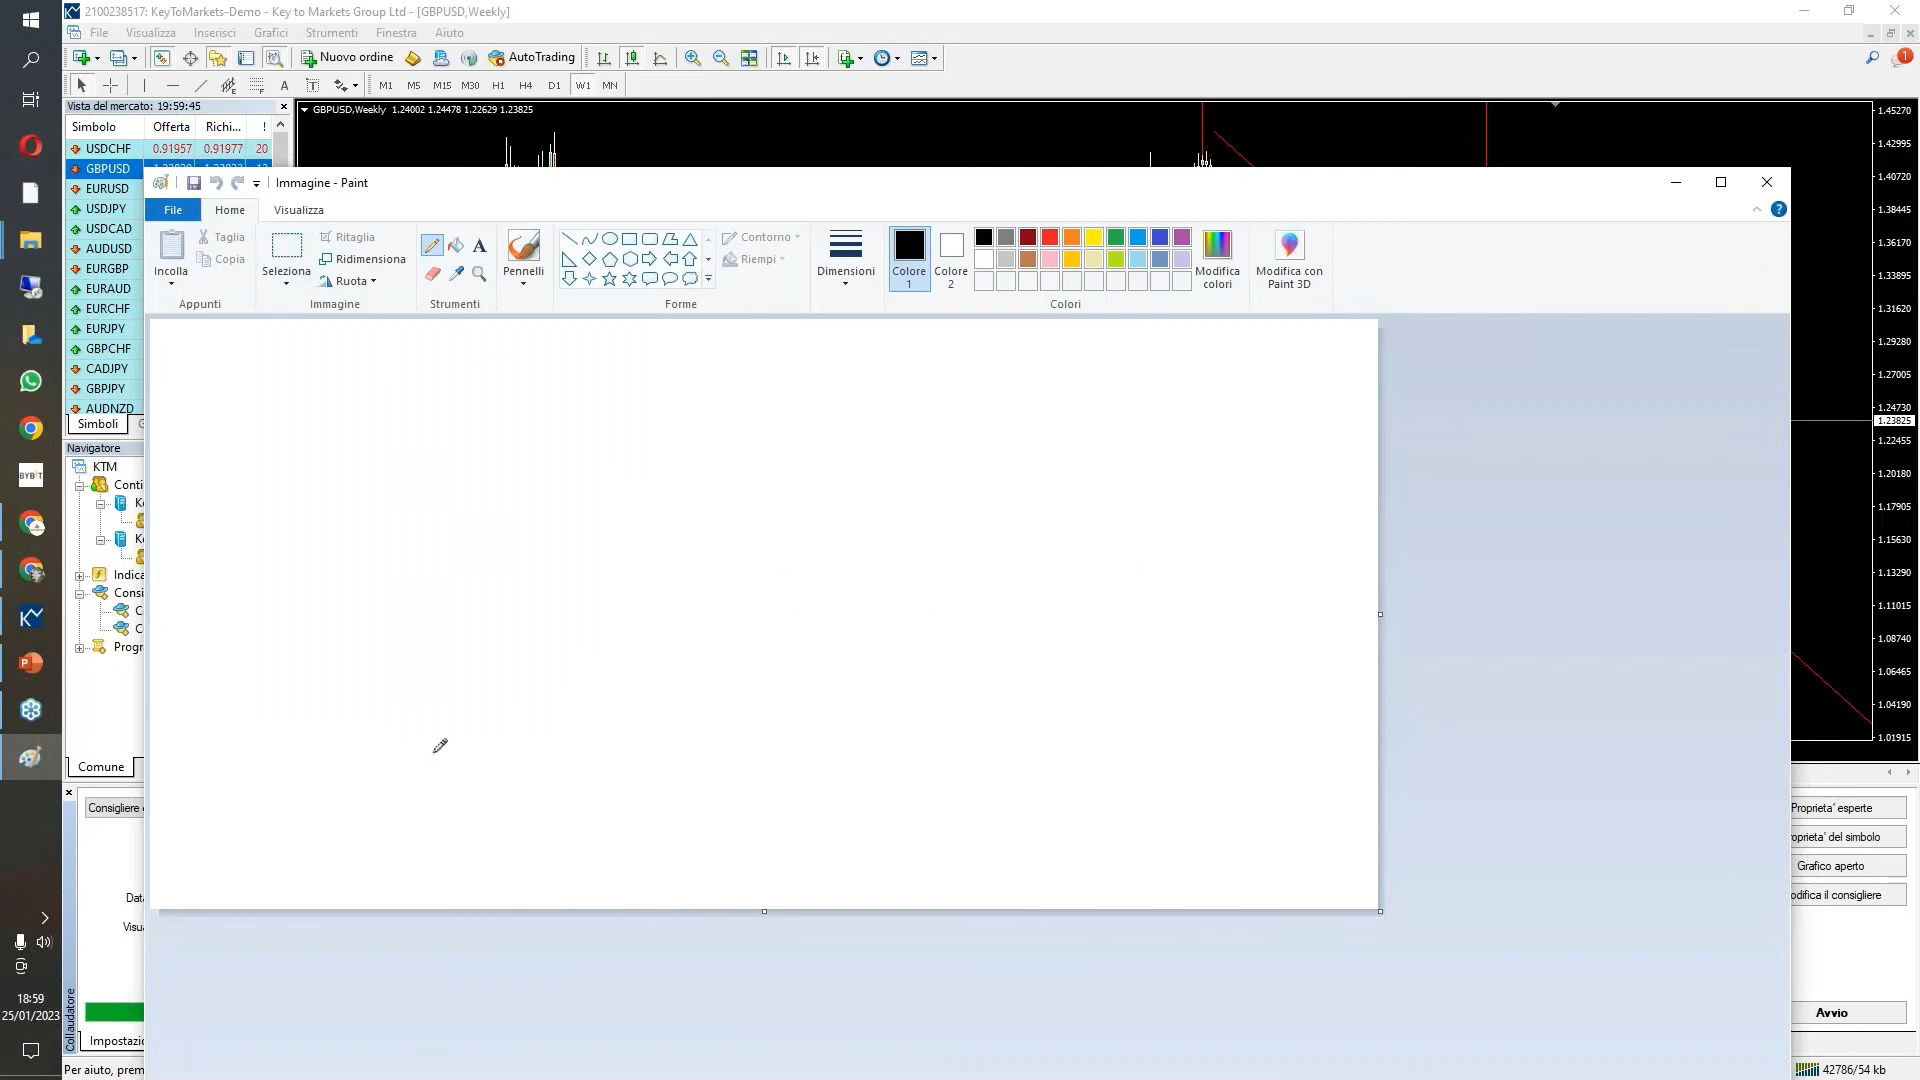 2100238517: KeyToMarkets-Demo - Key to Markets Group Ltd - [GBPUSD,Weekly]
File Visualizza Inserisci Grafici Strumenti Finestra Aiuto
Nuovo ordine AutoTrading 1
A T M1 M5 M15 M30 H1 H4 D1 W1 MN
Vista del mercato: 19:59:45
Simbolo Offerta Richi... !
USDCHF 0.91957 0.91977 20
GBPUSD
EURUSD
USDJPY
USDCAD
AUDUSD
EURGBP
EURAUD
EURCHF
EURJPY
GBPCHF
CADJPY
GBPJPY
AUDNZD
Simboli
Navigatore
KTM
Conti
Indica
Consi
Progr
Comune
GBPUSD,Weekly 1.24002 1.24478 1.22629 1.23825
Immagine - Paint
File Home Visualizza
Incolla
Taglia
Copia
Appunti
Seleziona
Ritaglia
Ridimensiona
Ruota
Immagine
A
Strumenti
Pennelli
Contorno
Riempi
Forme
Dimensioni
Colore 1
Colore 2
Modifica colori
Colori
Modifica con Paint 3D
1.45270
1.42995
1.40720
1.38445
1.36170
1.33895
1.31620
1.29280
1.27005
1.24730
1.23825
1.22455
1.20180
1.17905
1.15630
1.13290
1.11015
1.08740
1.06465
1.04190
1.01915
BYBIT
18:59
25/01/2023
Collaudatore
Consigliere
Data
Visua
Impostazio
Proprieta' esperte
oprieta' del simbolo
Grafico aperto
odifica il consigliere
Avvio
Per aiuto, prem
42786/54 kb